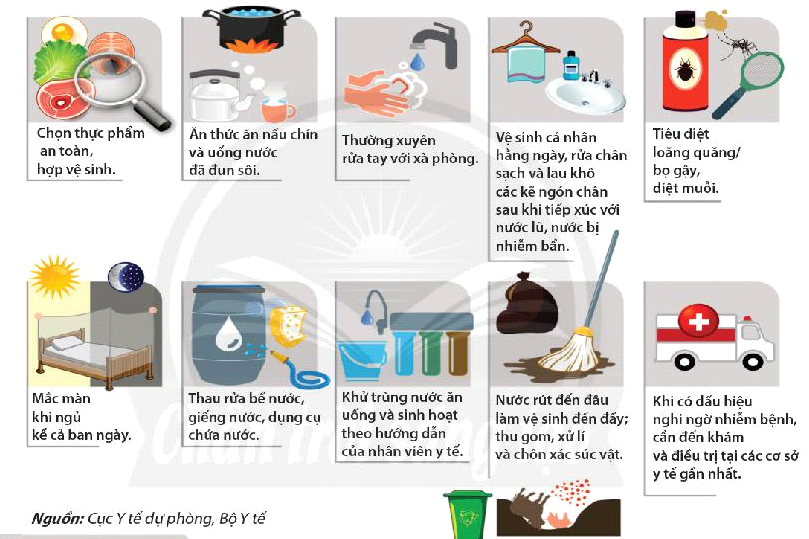 Chọn thực phẩm
an toàn,
hợp vệ sinh.
Ăn thức ăn nấu chín
và uống nước
đã đun sôi.
Thường xuyên
rửa tay với xà phòng.
Vệ sinh cá nhân
hằng ngày, rửa chân
sạch và lau khô
các kẽ ngón chân
sau khi tiếp xúc với
nước lũ, nước bị
nhiễm bẩn.
Tiêu diệt
loăng quăng/
bọ gậy,
diệt muỗi.
Mắc màn
khi ngủ
kể cả ban ngày.
Thau rửa bể nước,
giếng nước, dụng cụ
chứa nước.
Khử trùng nước ăn
uống và sinh hoạt
theo hướng dẫn
của nhân viên y tế.
Nước rút đến đâu
làm vệ sinh đến đấy;
thu gom, xử lí
và chôn xác súc vật.
Khi có dấu hiệu
nghi ngờ nhiễm bệnh,
cần đến khám
và điều trị tại các cơ sở
y tế gần nhất.
Nguồn: Cục Y tế dự phòng, Bộ Y tế